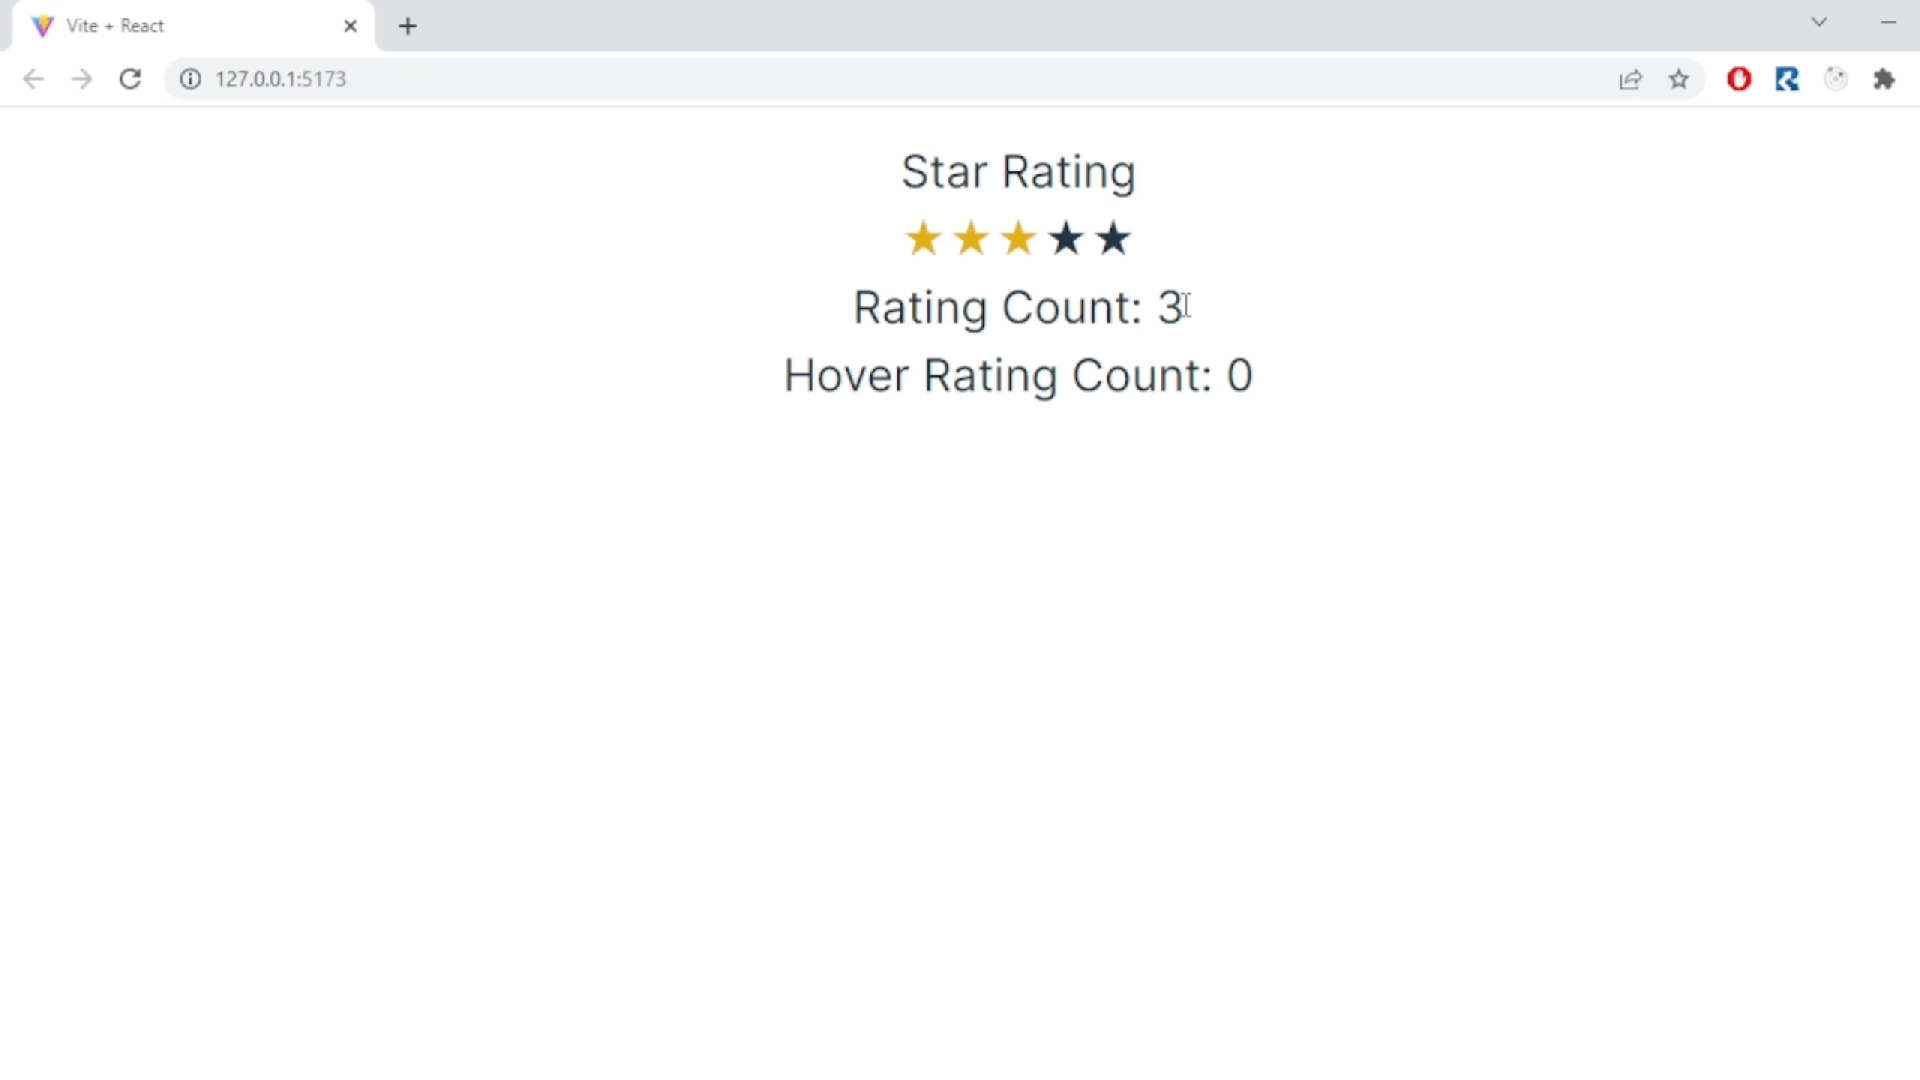 Vite + React
127.0.0.1:5173
Star Rating
Rating Count: 3
Hover Rating Count: 0